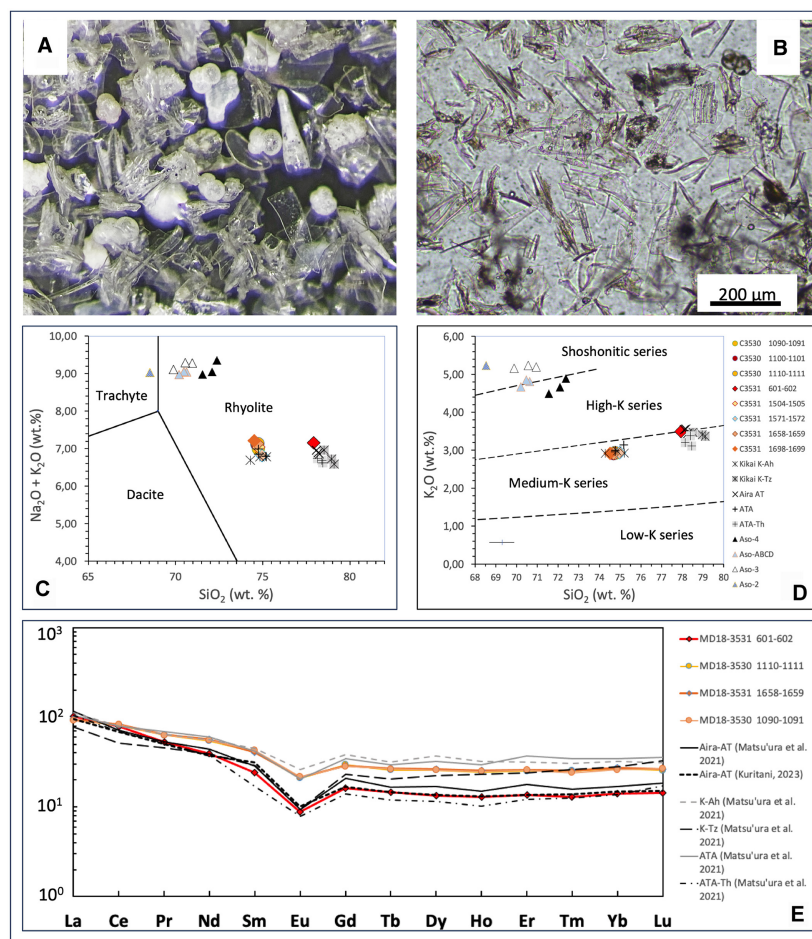 A
B
200 µm
10,00
9,00
8,00
7,00
6,00
5,00
4,00
65
70
75
80
Na2O + K2O (wt.%)
SiO2 (wt. %)
Trachyte
Rhyolite
Dacite
C
6,00
5,00
4,00
3,00
2,00
1,00
0,00
68
69
70
71
72
73
74
75
76
77
78
79
80
K2O (wt.%)
SiO2 (wt. %)
Shoshonitic series
High-K series
Medium-K series
Low-K series
D
C3530 1090-1091
C3530 1100-1101
C3530 1110-1111
C3531 601-602
C3531 1504-1505
C3531 1571-1572
C3531 1658-1659
C3531 1698-1699
Kikai K-Ah
Kikai K-Tz
Aira AT
ATA
ATA-Th
Aso-4
Aso-ABCD
Aso-3
Aso-2
10³
10²
10¹
10⁰
La Ce Pr Nd Sm Eu Gd Tb Dy Ho Er Tm Yb Lu
E
MD18-3531 601-602
MD18-3530 1110-1111
MD18-3531 1658-1659
MD18-3530 1090-1091
Aira-AT (Matsu'ura et al.
2021)
Aira-AT (Kuritani, 2023)
K-Ah (Matsu'ura et al.
2021)
K-Tz (Matsu'ura et al.
2021)
ATA (Matsu'ura et al.
2021)
ATA-Th (Matsu'ura et al.
2021)